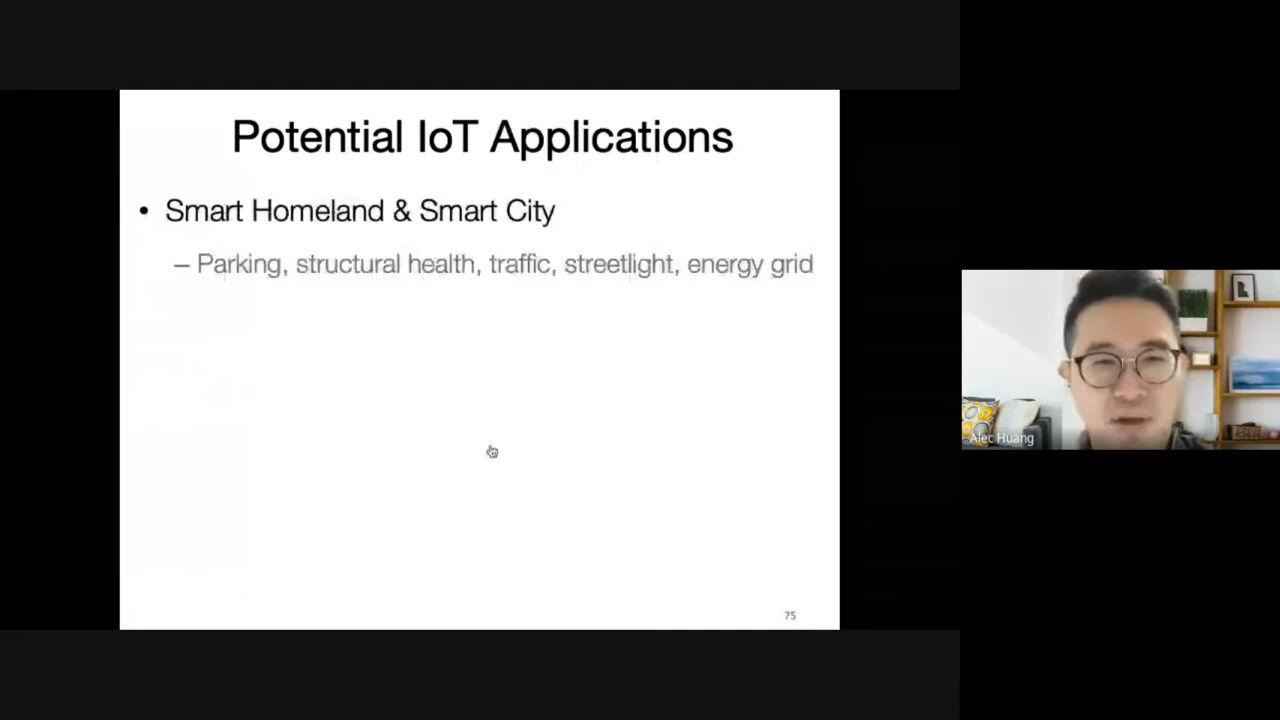 Potential IoT Applications
• Smart Homeland & Smart City
– Parking, structural health, traffic, streetlight, energy grid
75
Alec Huang